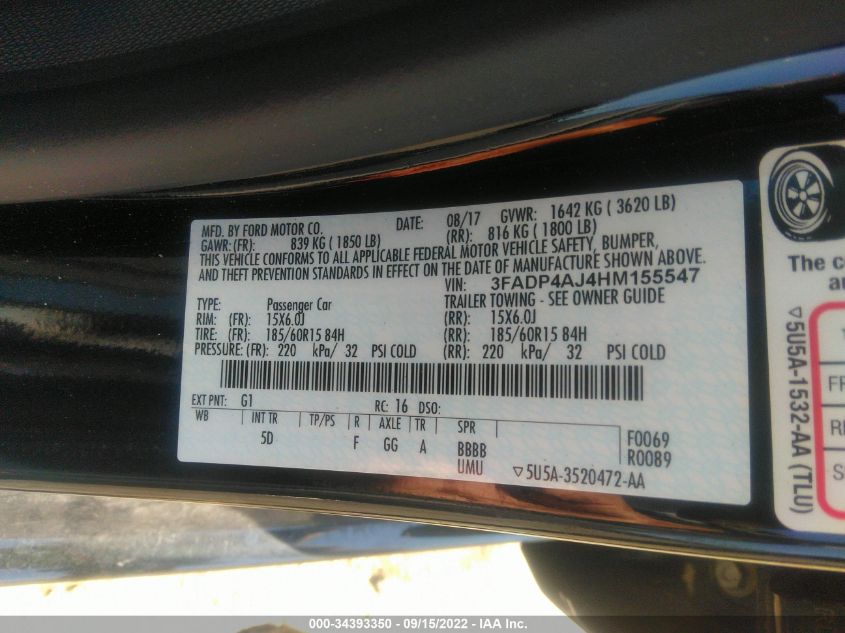 MFD. BY FORD MOTOR CO. DATE: 08/17 GVWR: 1642 KG ( 3620 LB)
GAWR: (FR): 839 KG ( 1850 LB) (RR): 816 KG ( 1800 LB)
THIS VEHICLE CONFORMS TO ALL APPLICABLE FEDERAL MOTOR VEHICLE SAFETY, BUMPER,
AND THEFT PREVENTION STANDARDS IN EFFECT ON THE DATE OF MANUFACTURE SHOWN ABOVE.
VIN: 3FADP4AJ4HM155547
TYPE: Passenger Car TRAILER TOWING - SEE OWNER GUIDE
RIM: (FR) 15X6.0J (RR): 15X6.0J
TIRE: (FR): 185/60R15 84H (RR): 185/60R15 84H
PRESSURE: (FR): 220 kPa/ 32 PSI COLD (RR): 220 kPa/ 32 PSI COLD
EXT PNT: G1 RC: 16 DSO:
WB INT TR TP/PS R AXLE TR SPR
5D F GG A BBBB F0069
UMU R0089
▽5U5A-3520472-AA
The c
▽5U5A-1532-AA (TLU)
FR
000-34393350 - 09/15/2022 - IAA Inc.